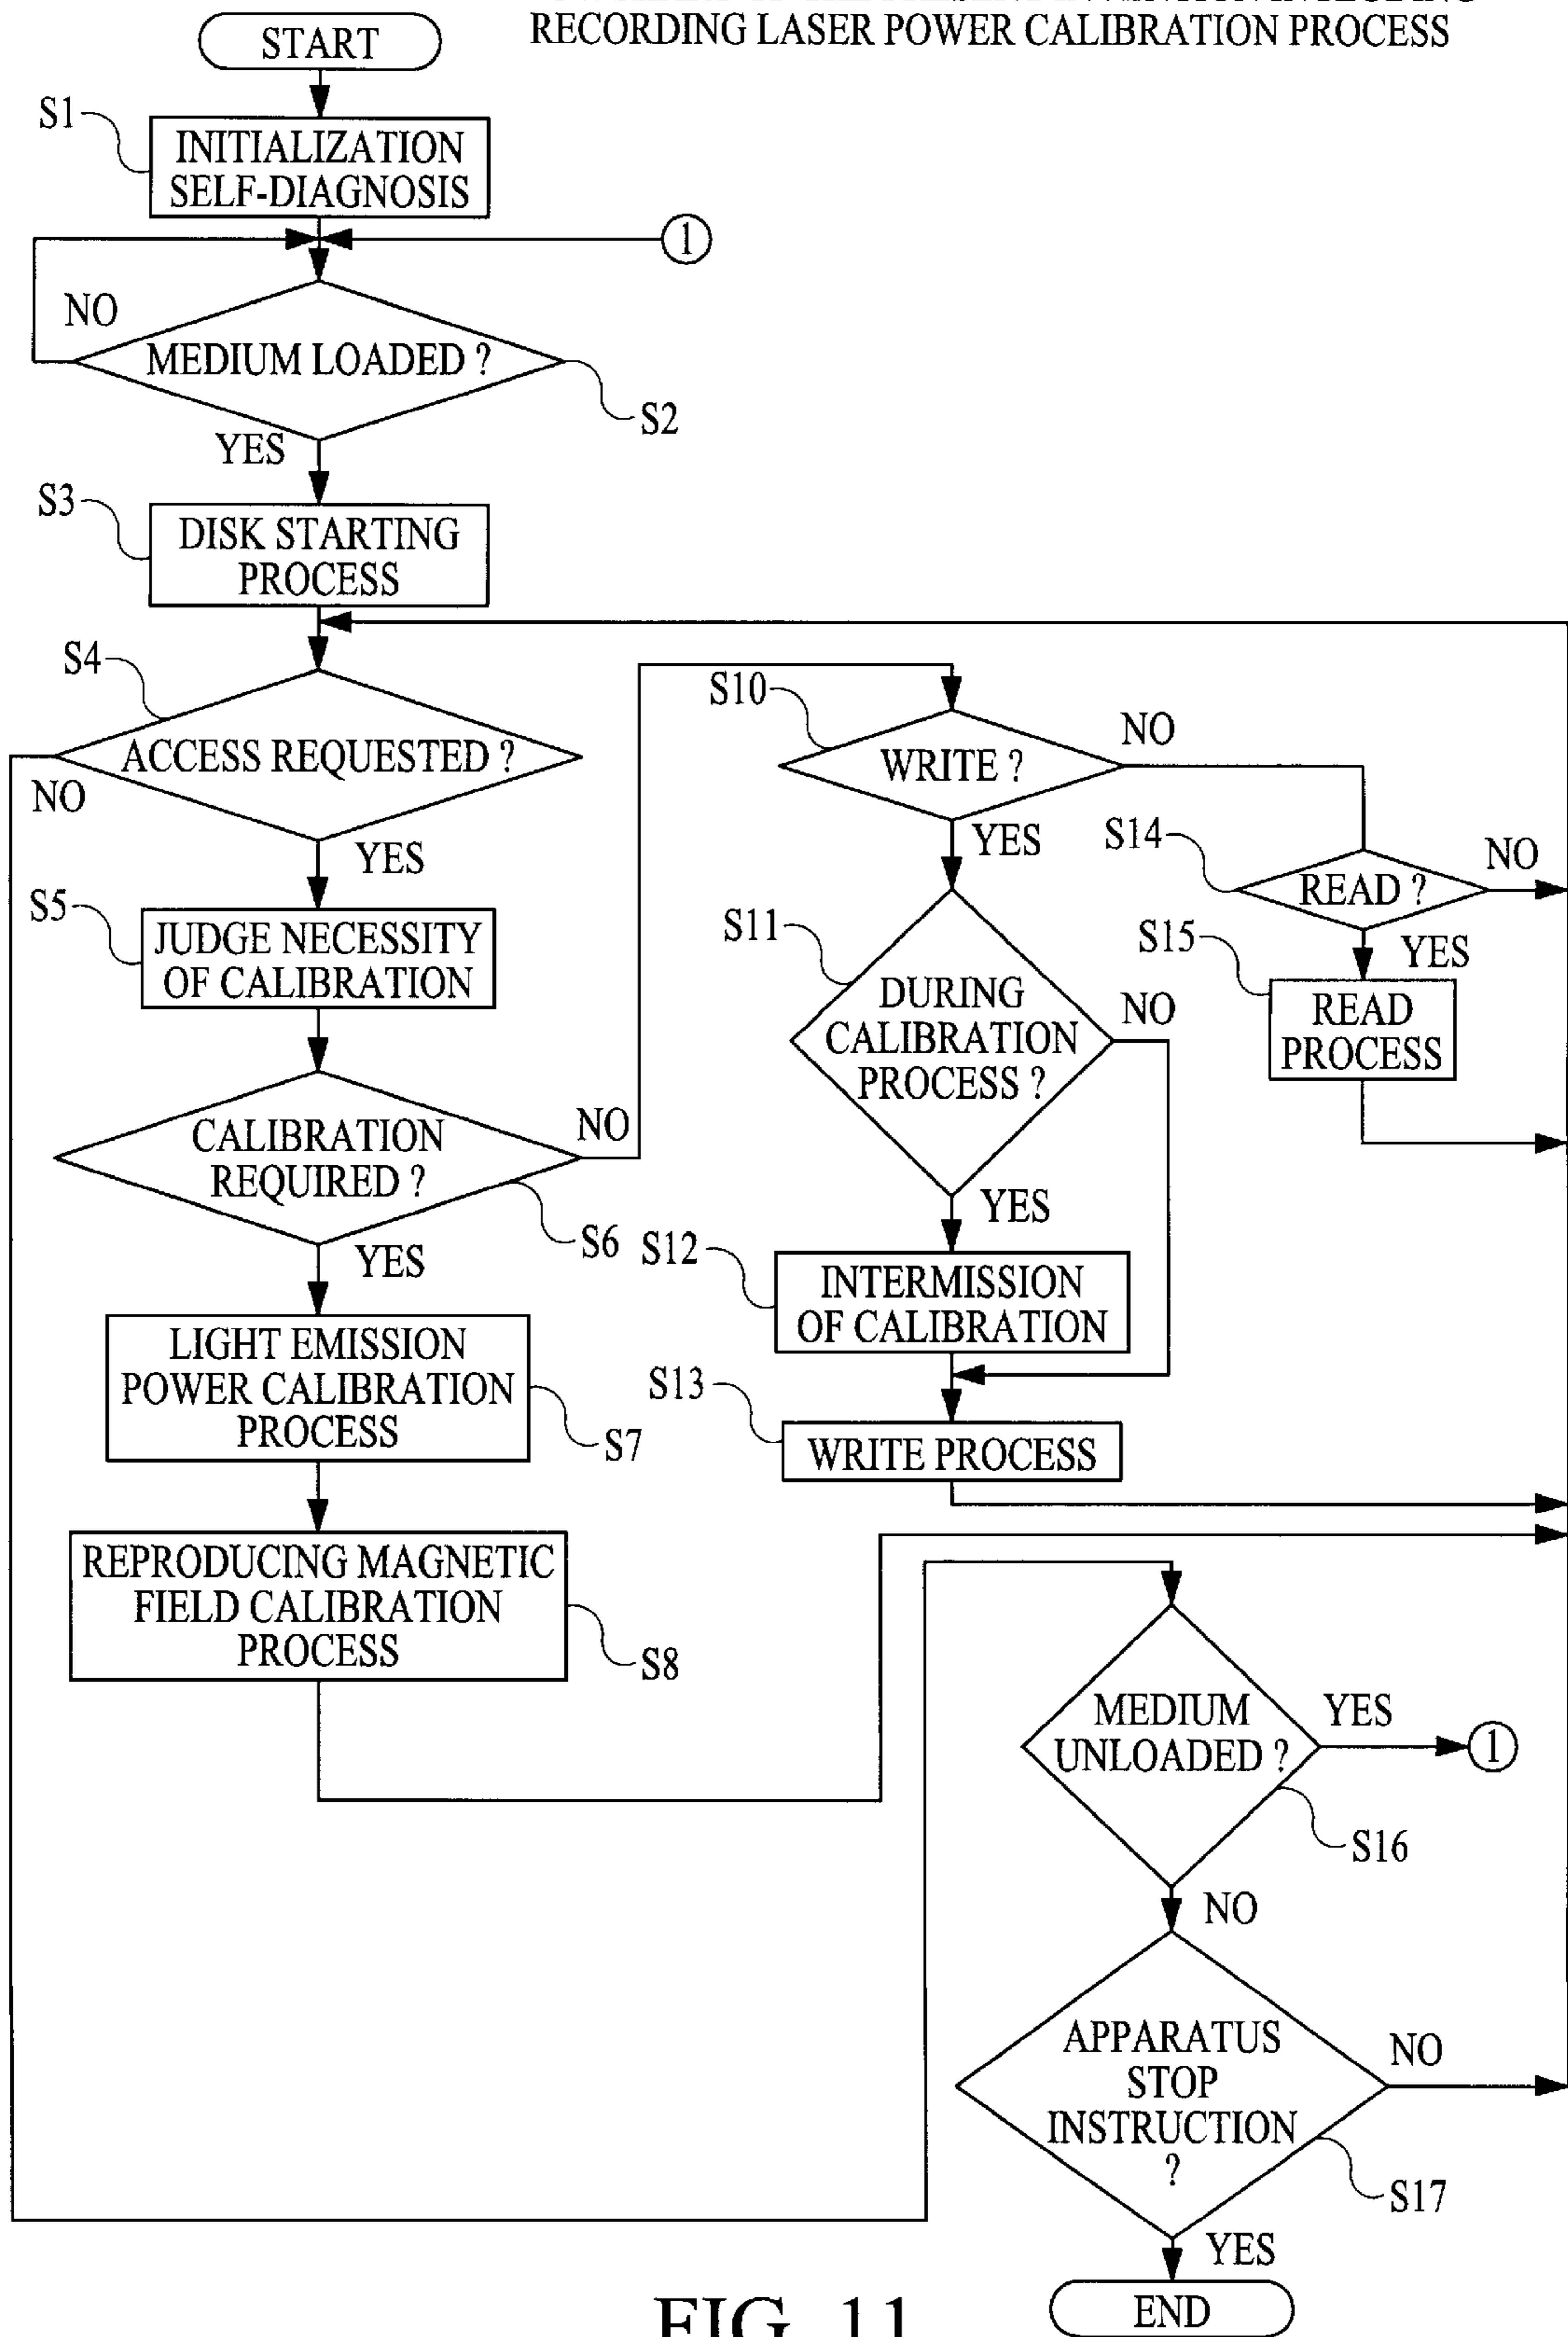 RECORDING LASER POWER CALIBRATION PROCESS
START
S1
INITIALIZATION
SELF-DIAGNOSIS
1
NO
MEDIUM LOADED ?
S2
YES
S3
DISK STARTING
PROCESS
S4
ACCESS REQUESTED ?
NO
YES
S5
JUDGE NECESSITY
OF CALIBRATION
CALIBRATION
REQUIRED ?
NO
S6
YES
LIGHT EMISSION
POWER CALIBRATION
PROCESS
S7
REPRODUCING MAGNETIC
FIELD CALIBRATION
PROCESS
S8
S10
WRITE ?
NO
YES
S14
READ ?
NO
S15
YES
READ
PROCESS
S11
DURING
CALIBRATION
PROCESS ?
NO
YES
S12
INTERMISSION
OF CALIBRATION
S13
WRITE PROCESS
MEDIUM
UNLOADED ?
YES
1
S16
NO
APPARATUS
STOP
INSTRUCTION
?
NO
S17
YES
END
FIG. 11